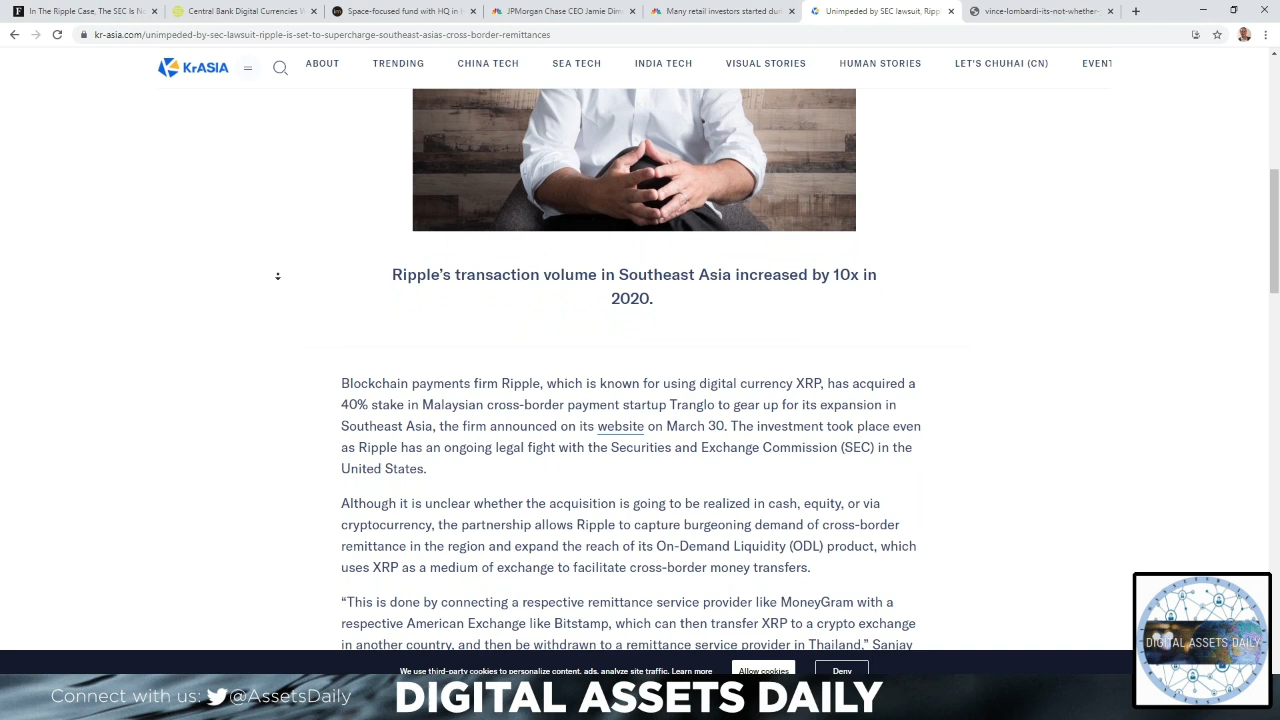 In The Ripple Case, The SEC Is No
Central Bank Digital Currencies V
Space-focused fund with HQ in
JPMorgan Chase CEO Jamie Dim
Many retail investors started du
Unimpeded by SEC lawsuit, Ripp
vince-lombardi-its-not-whether-
kr-asia.com/unimpeded-by-sec-lawsuit-ripple-is-set-to-supercharge-southeast-asias-cross-border-remittances
KrASIA
ABOUT
TRENDING
CHINA TECH
SEA TECH
INDIA TECH
VISUAL STORIES
HUMAN STORIES
LET'S CHUHAI (CN)
EVENT
Ripple’s transaction volume in Southeast Asia increased by 10x in
2020.
Blockchain payments firm Ripple, which is known for using digital currency XRP, has acquired a
40% stake in Malaysian cross-border payment startup Tranglo to gear up for its expansion in
Southeast Asia, the firm announced on its website on March 30. The investment took place even
as Ripple has an ongoing legal fight with the Securities and Exchange Commission (SEC) in the
United States.
Although it is unclear whether the acquisition is going to be realized in cash, equity, or via
cryptocurrency, the partnership allows Ripple to capture burgeoning demand of cross-border
remittance in the region and expand the reach of its On-Demand Liquidity (ODL) product, which
uses XRP as a medium of exchange to facilitate cross-border money transfers.
“This is done by connecting a respective remittance service provider like MoneyGram with a
respective American Exchange like Bitstamp, which can then transfer XRP to a crypto exchange
in another country and then be withdrawn to a remittance service provider in Thailand,” Sanjay
We use third-party cookies to personalize content, ads, analyze site traffic. Learn more
Allow cookies
Deny
DIGITAL ASSETS DAILY
Connect with us: @AssetsDaily
DIGITAL ASSETS DAILY